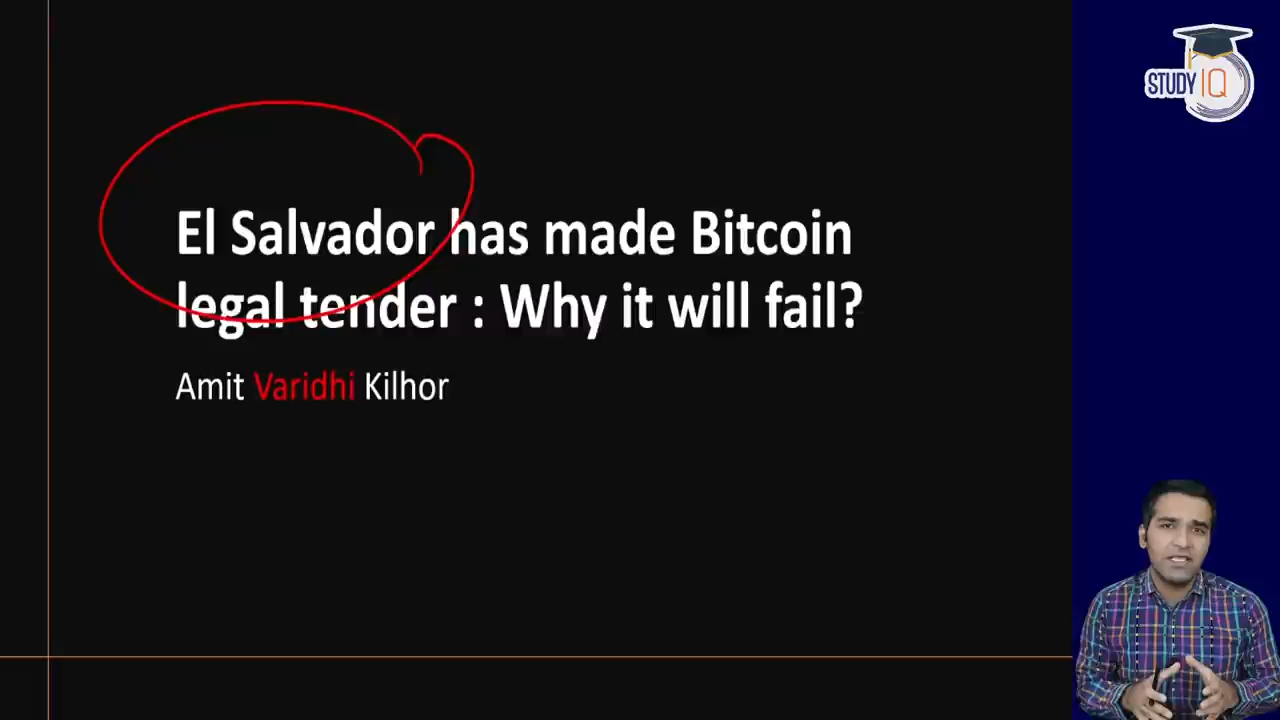 STUDY IQ
El Salvador has made Bitcoin
legal tender : Why it will fail?
Amit Varidhi Kilhor